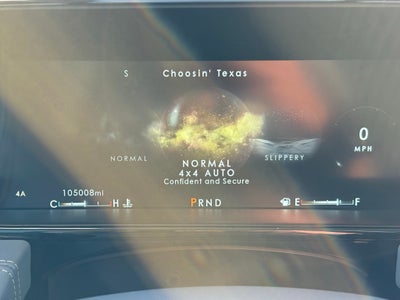 S Choosin' Texas
0
MPH
NORMAL
SLIPPERY
NORMAL
4x4 AUTO
Confident and Secure
4A 105008mi
C H PRND E F